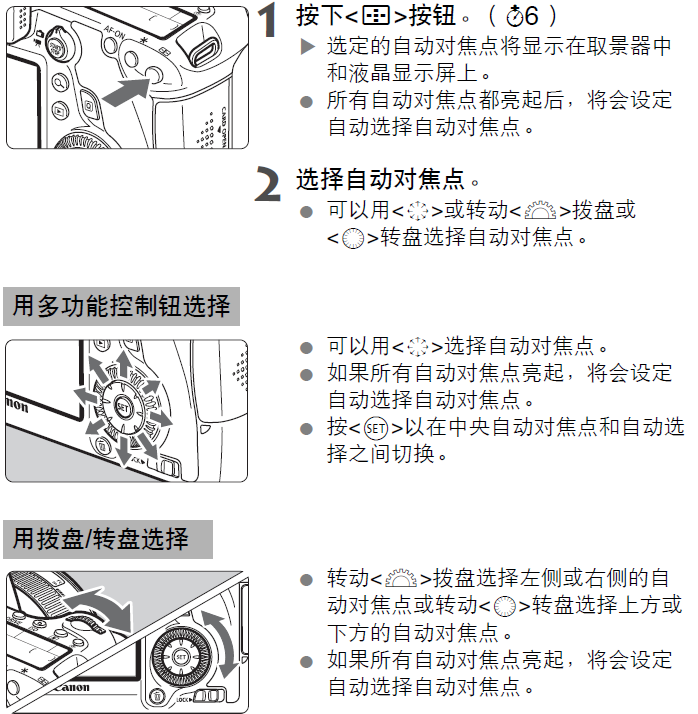 AF-ON
CARD OPEN
1 按下<>按钮。( 6 )
▶ 选定的自动对焦点将显示在取景器中
和液晶显示屏上。
● 所有自动对焦点都亮起后，将会设定
自动选择自动对焦点。
2 选择自动对焦点。
● 可以用<>或转动<>拨盘或
<>转盘选择自动对焦点。
用多功能控制钮选择
SET
Canon
LOCK▶
● 可以用<>选择自动对焦点。
● 如果所有自动对焦点亮起，将会设定
自动选择自动对焦点。
● 按<SET>以在中央自动对焦点和自动选
择之间切换。
用拨盘/转盘选择
SET
Canon
LOCK▶
● 转动<>拨盘选择左侧或右侧的自
动对焦点或转动<>转盘选择上方或
下方的自动对焦点。
● 如果所有自动对焦点亮起，将会设定
自动选择自动对焦点。